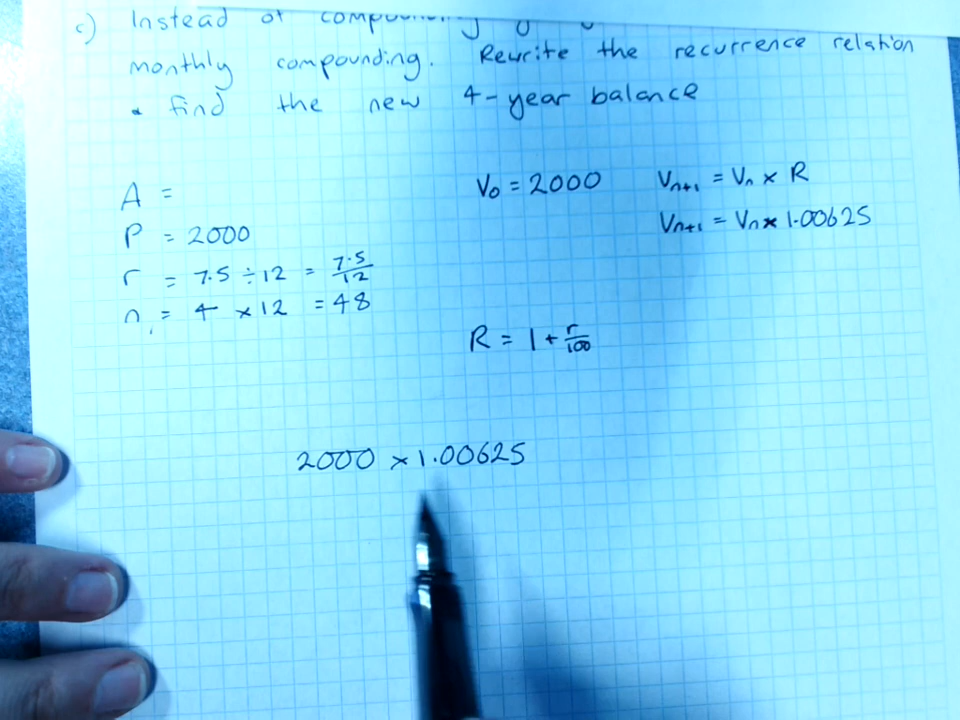 c) Instead of
monthly compounding. Rewrite the recurrence relation
& find the new 4-year balance
A =
P = 2000
r = 7.5 ÷ 12 = 7.5/12
n = 4 × 12 = 48
V₀ = 2000
Vₙ₊₁ = Vₙ × R
Vₙ₊₁ = Vₙ × 1.00625
R = 1 + r/100
2000 × 1.00625